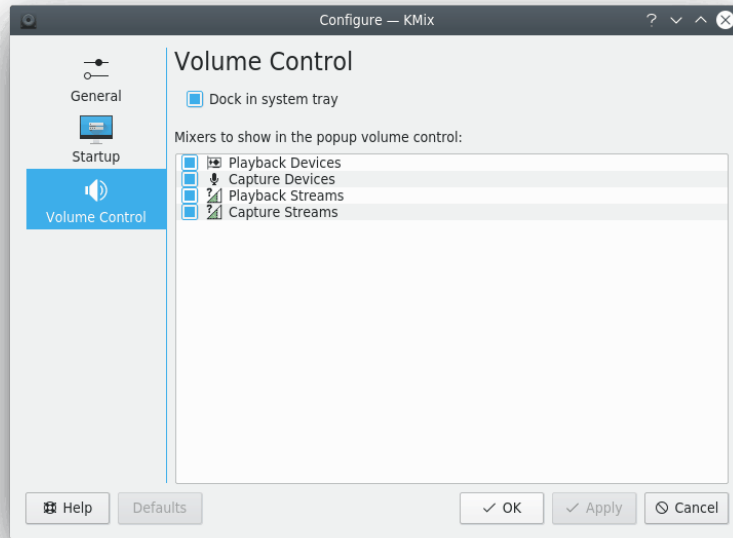 Configure — KMix
General
Startup
Volume Control
Volume Control
Dock in system tray
Mixers to show in the popup volume control:
Playback Devices
Capture Devices
Playback Streams
Capture Streams
Help
Defaults
OK
Apply
Cancel